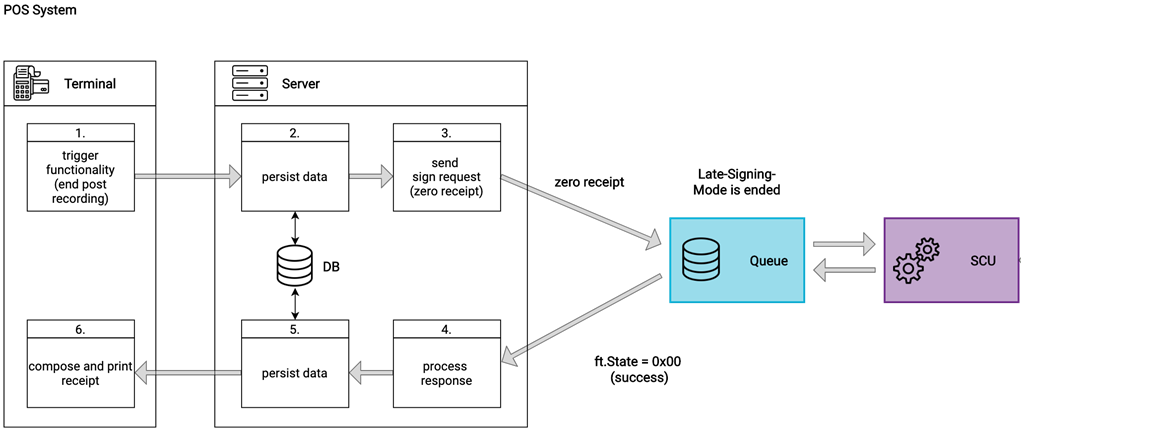 POS System
Terminal
Server
1.
trigger
functionality
(end post
recording)
2.
persist data
3.
send
sign request
(zero receipt)
zero receipt
Late-Signing-
Mode is ended
Queue
SCU
DB
6.
compose and print
receipt
5.
persist data
4.
process
response
ft.State = 0x00
(success)